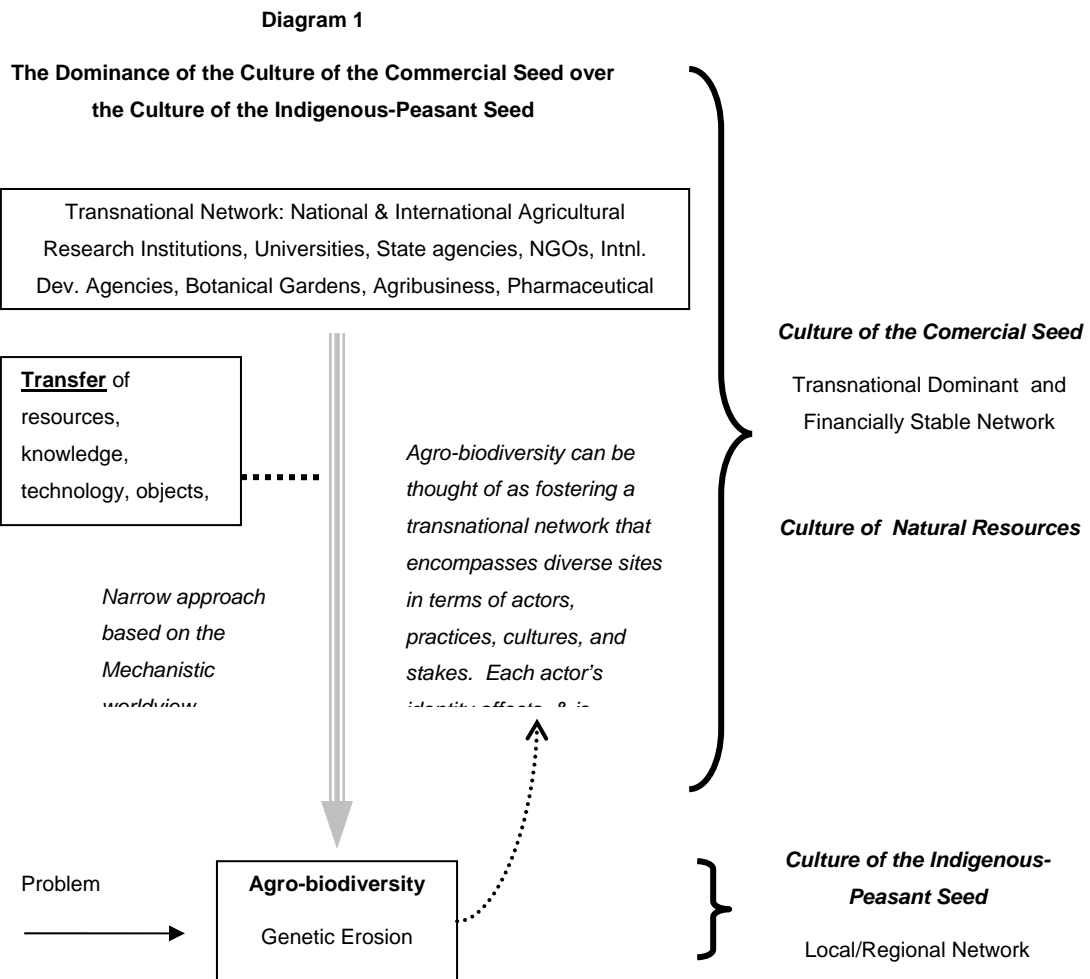 Diagram 1
The Dominance of the Culture of the Commercial Seed over
the Culture of the Indigenous-Peasant Seed
Transnational Network: National & International Agricultural
Research Institutions, Universities, State agencies, NGOs, Intnl.
Dev. Agencies, Botanical Gardens, Agribusiness, Pharmaceutical
Transfer of
resources,
knowledge,
technology, objects,
Narrow approach
based on the
Mechanistic
worldview
Agro-biodiversity can be
thought of as fostering a
transnational network that
encompasses diverse sites
in terms of actors,
practices, cultures, and
stakes.  Each actor's
identity affects, & is
Culture of the Comercial Seed
Transnational Dominant  and
Financially Stable Network
Culture of  Natural Resources
Problem
Agro-biodiversity
Genetic Erosion
Culture of the Indigenous-
Peasant Seed
Local/Regional Network